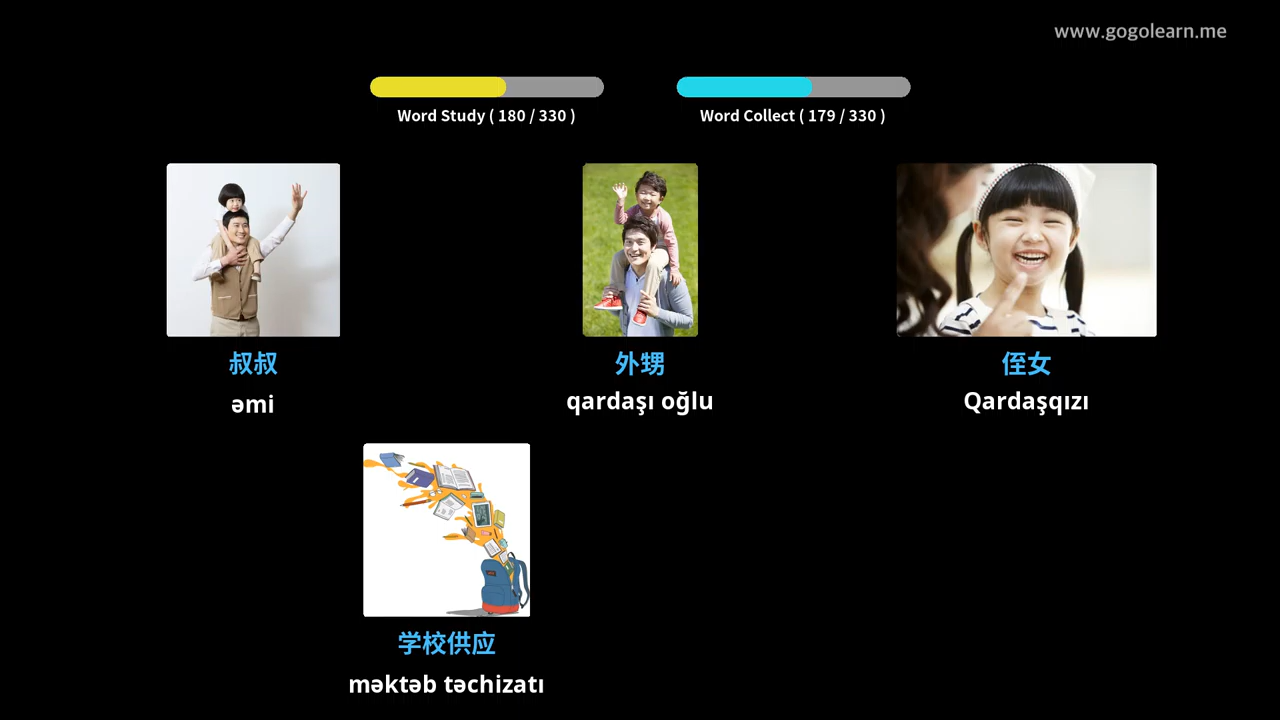 www.gogolearn.me
Word Study ( 180 / 330 )
Word Collect ( 179 / 330 )
叔叔
外甥
侄女
əmi
qardaşı oğlu
Qardaşqızı
学校供应
məktəb təchizatı